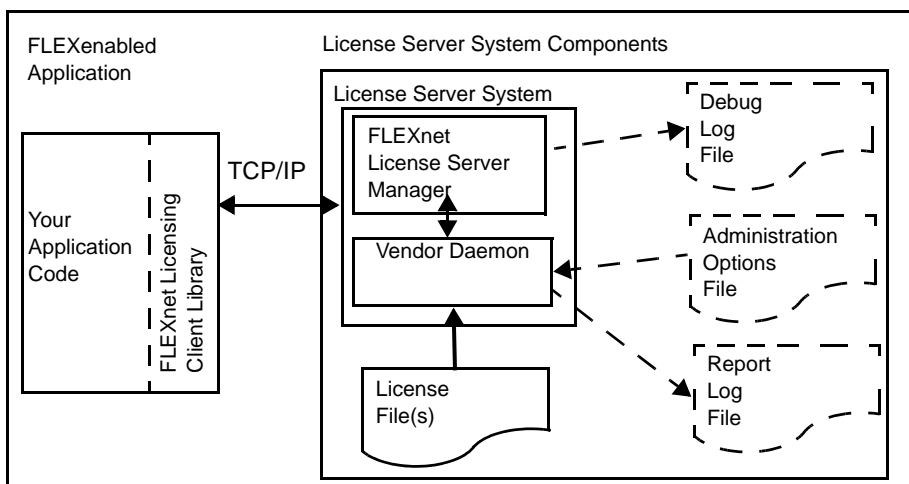 FLEXenabled
Application
License Server System Components
License Server System
FLEXnet
License Server
Manager
Debug
Log
File
TCP/IP
Your
Application
Code
FLEXnet Licensing
Client Library
Vendor Daemon
Administration
Options
File
License
File(s)
Report
Log
File